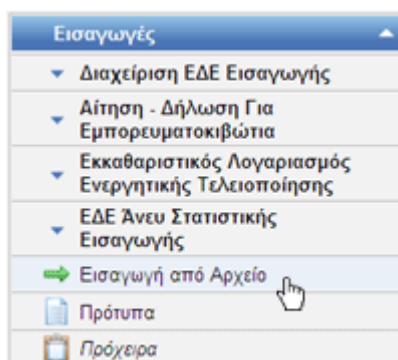 Εισαγωγές
Διαχείριση ΕΔΕ Εισαγωγής
Αίτηση - Δήλωση Για
Εμπορευματοκιβώτια
Εκκαθαριστικός Λογαριασμός
Ενεργητικής Τελειοποίησης
ΕΔΕ Άνευ Στατιστικής
Εισαγωγής
Εισαγωγή από Αρχείο
Πρότυπα
Πρόχειρα